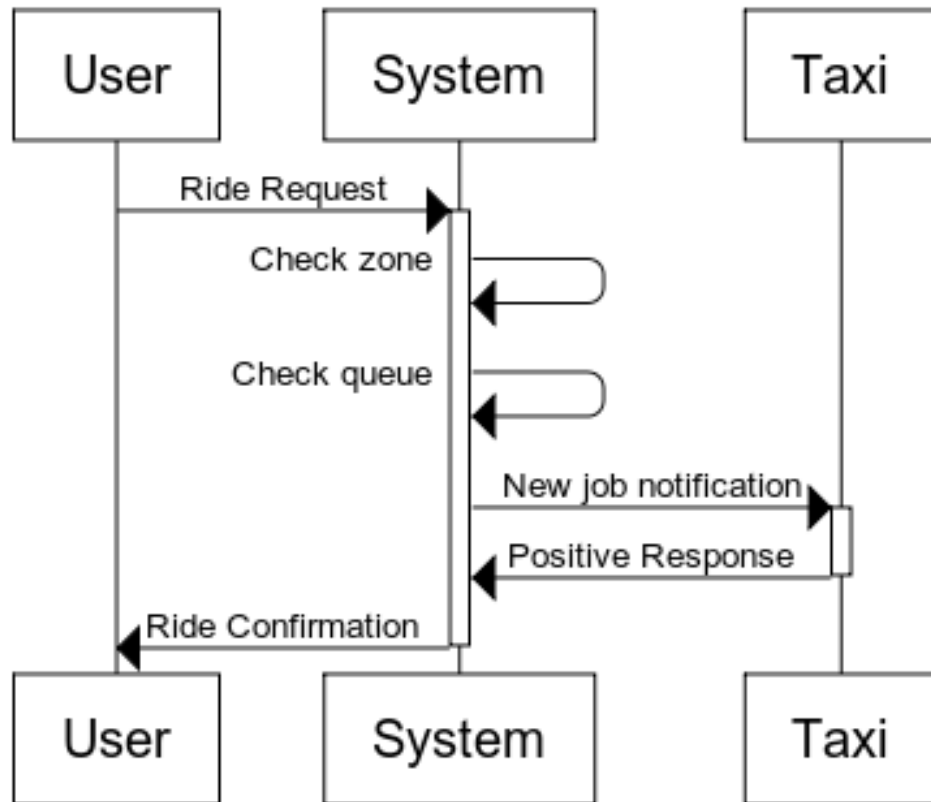 User
System
Taxi
Ride Request
Check zone
Check queue
New job notification
Positive Response
Ride Confirmation
User
System
Taxi